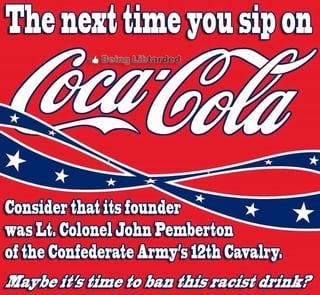 The next time you sip on
Being Libtarded
Coca-Cola
Consider that its founder
was Lt. Colonel John Pemberton
of the Confederate Army's 12th Cavalry.
Maybe it's time to ban this racist drink?